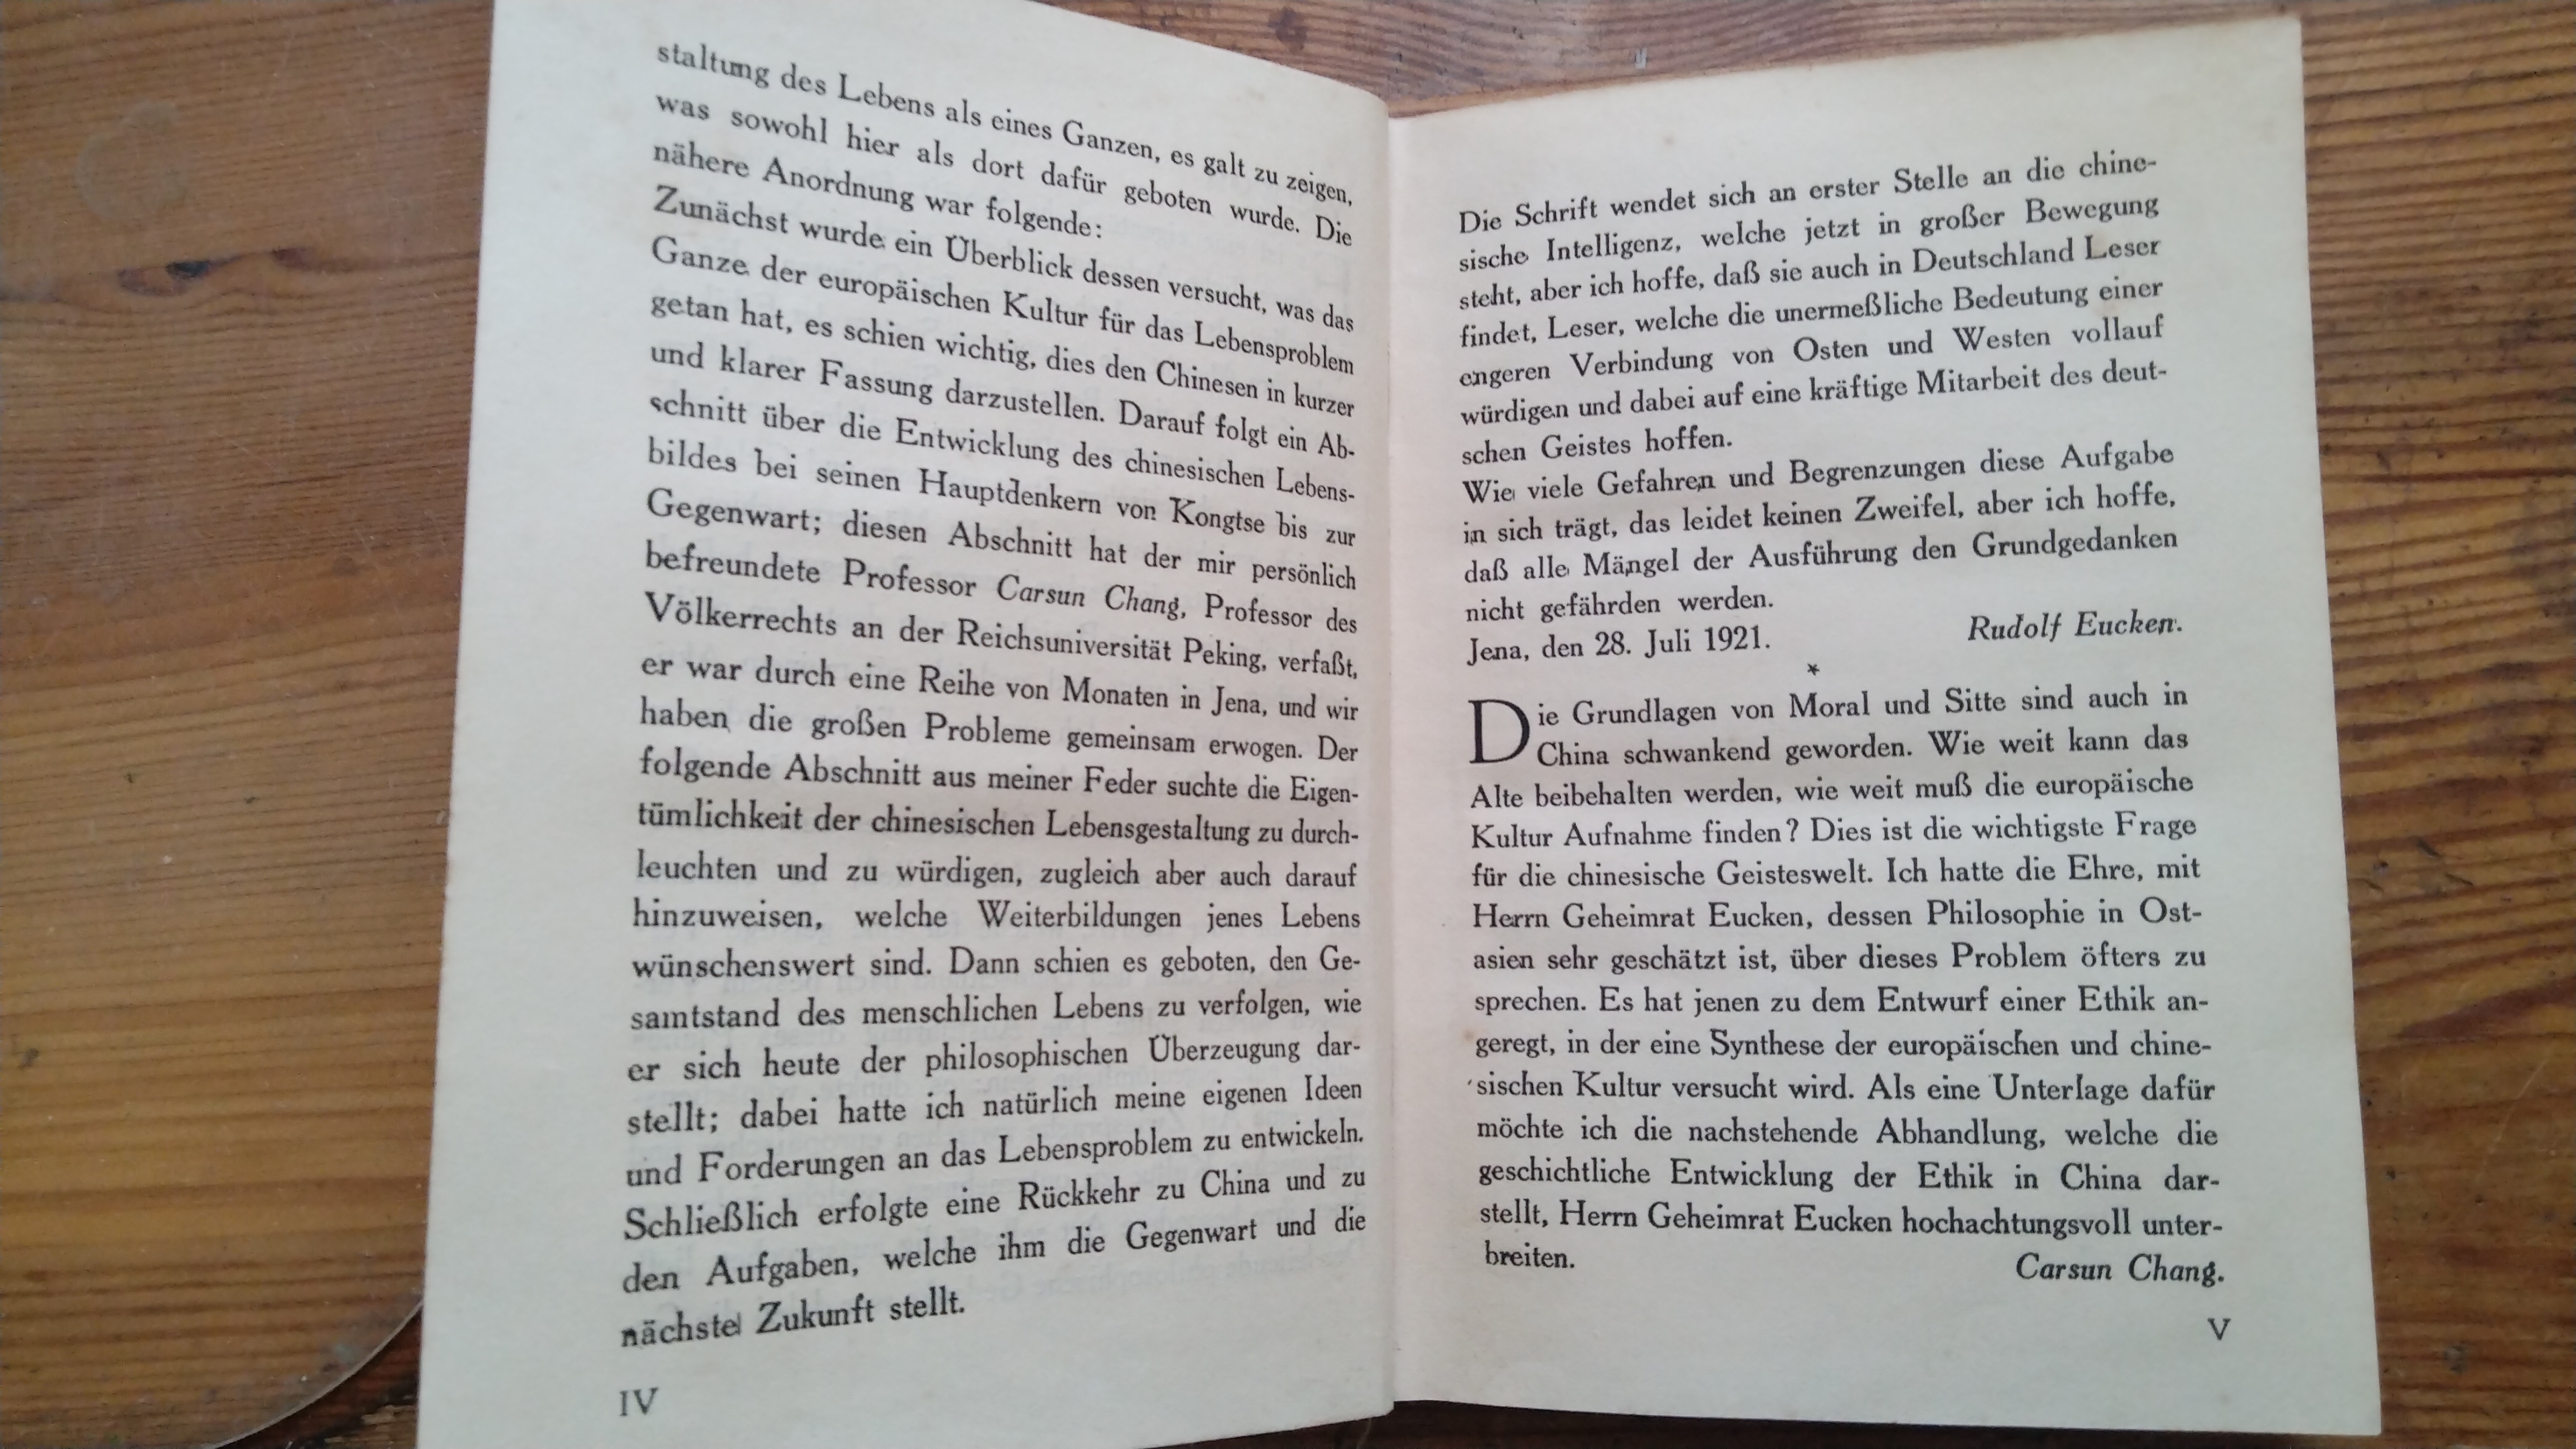 staltung des Lebens als eines Ganzen, es galt zu zeigen,
was sowohl hier als dort dafür geboten wurde. Die
nähere Anordnung war folgende:
Zunächst wurde ein Überblick dessen versucht, was das
Ganze der europäischen Kultur für das Lebensproblem
getan hat, es schien wichtig, dies den Chinesen in kurzer
und klarer Fassung darzustellen. Darauf folgt ein Ab-
schnitt über die Entwicklung des chinesischen Lebens-
bildes bei seinen Hauptdenkern von Kongtse bis zur
Gegenwart; diesen Abschnitt hat der mir persönlich
befreundete Professor Carsun Chang, Professor des
Völkerrechts an der Reichsuniversität Peking, verfaßt,
er war durch eine Reihe von Monaten in Jena, und wir
haben die großen Probleme gemeinsam erwogen. Der
folgende Abschnitt aus meiner Feder suchte die Eigen-
tümlichkeit der chinesischen Lebensgestaltung zu durch-
leuchten und zu würdigen, zugleich aber auch darauf
hinzuweisen, welche Weiterbildungen jenes Lebens
wünschenswert sind. Dann schien es geboten, den Ge-
samtstand des menschlichen Lebens zu verfolgen, wie
er sich heute der philosophischen Überzeugung dar-
stellt; dabei hatte ich natürlich meine eigenen Ideen
und Forderungen an das Lebensproblem zu entwickeln.
Schließlich erfolgte eine Rückkehr zu China und zu
den Aufgaben, welche ihm die Gegenwart und die
nächste Zukunft stellt.
IV
Die Schrift wendet sich an erster Stelle an die chine-
sische Intelligenz, welche jetzt in großer Bewegung
steht, aber ich hoffe, daß sie auch in Deutschland Leser
findet, Leser, welche die unermeßliche Bedeutung einer
engeren Verbindung von Osten und Westen vollauf
würdigen und dabei auf eine kräftige Mitarbeit des deut-
schen Geistes hoffen.
Wie viele Gefahren und Begrenzungen diese Aufgabe
in sich trägt, das leidet keinen Zweifel, aber ich hoffe,
daß alle Mängel der Ausführung den Grundgedanken
nicht gefährden werden.
Jena, den 28. Juli 1921. Rudolf Eucken.
*
Die Grundlagen von Moral und Sitte sind auch in
China schwankend geworden. Wie weit kann das
Alte beibehalten werden, wie weit muß die europäische
Kultur Aufnahme finden? Dies ist die wichtigste Frage
für die chinesische Geisteswelt. Ich hatte die Ehre, mit
Herrn Geheimrat Eucken, dessen Philosophie in Ost-
asien sehr geschätzt ist, über dieses Problem öfters zu
sprechen. Es hat jenen zu dem Entwurf einer Ethik an-
geregt, in der eine Synthese der europäischen und chine-
sischen Kultur versucht wird. Als eine Unterlage dafür
möchte ich die nachstehende Abhandlung, welche die
geschichtliche Entwicklung der Ethik in China dar-
stellt, Herrn Geheimrat Eucken hochachtungsvoll unter-
breiten. Carsun Chang.
V